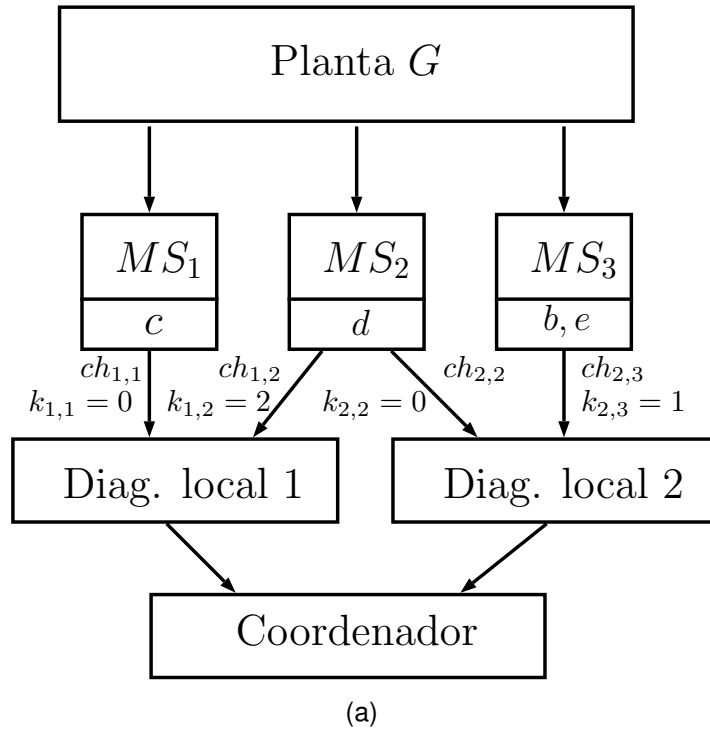 Planta G
MS₁ MS₂ MS₃
c d b, e
ch₁,₁ ch₁,₂ ch₂,₂ ch₂,₃
k₁,₁ = 0 k₁,₂ = 2 k₂,₂ = 0 k₂,₃ = 1
Diag. local 1 Diag. local 2
Coordenador
(a)